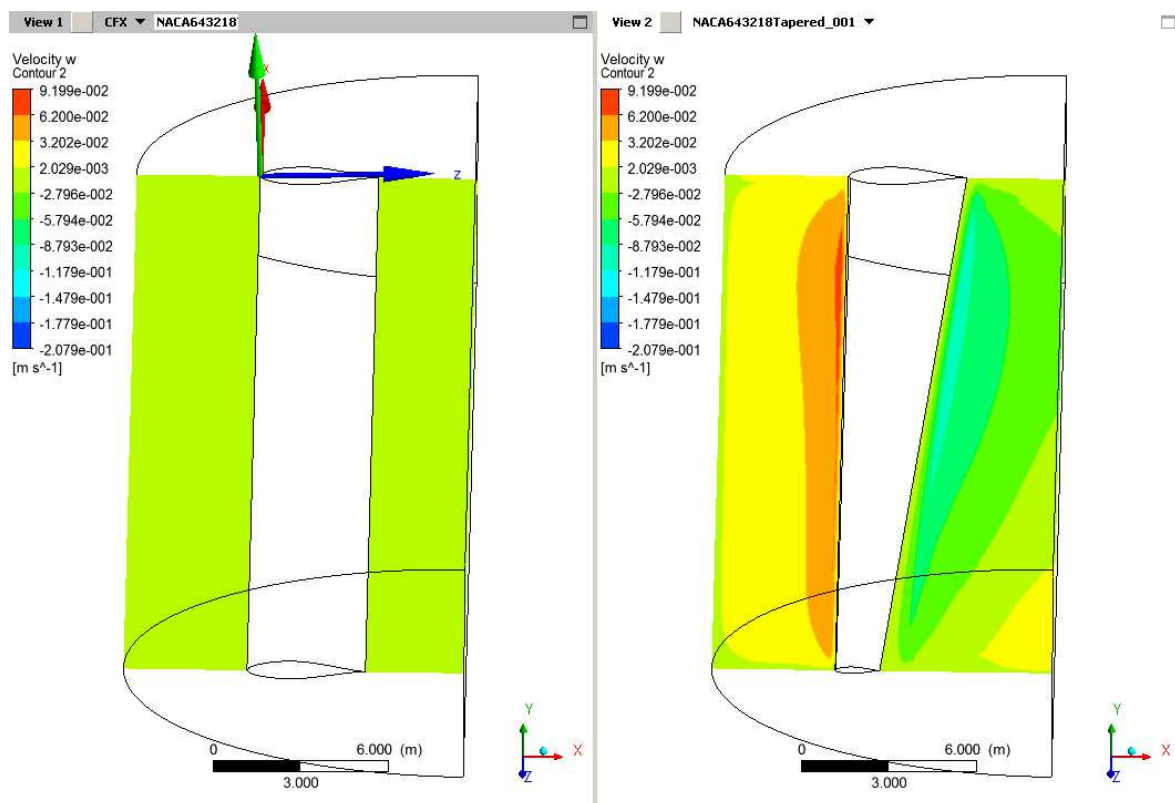 View 1 CFX NACA643218
Velocity w
Contour 2
9.199e-002
6.200e-002
3.202e-002
2.029e-003
-2.796e-002
-5.794e-002
-8.793e-002
-1.179e-001
-1.479e-001
-1.779e-001
-2.079e-001
[m s^-1]
X
Z
0 6.000 (m)
3.000
Y
X
Z
View 2 NACA643218Tapered_001
Velocity w
Contour 2
9.199e-002
6.200e-002
3.202e-002
2.029e-003
-2.796e-002
-5.794e-002
-8.793e-002
-1.179e-001
-1.479e-001
-1.779e-001
-2.079e-001
[m s^-1]
0 6.000 (m)
3.000
Y
X
Z